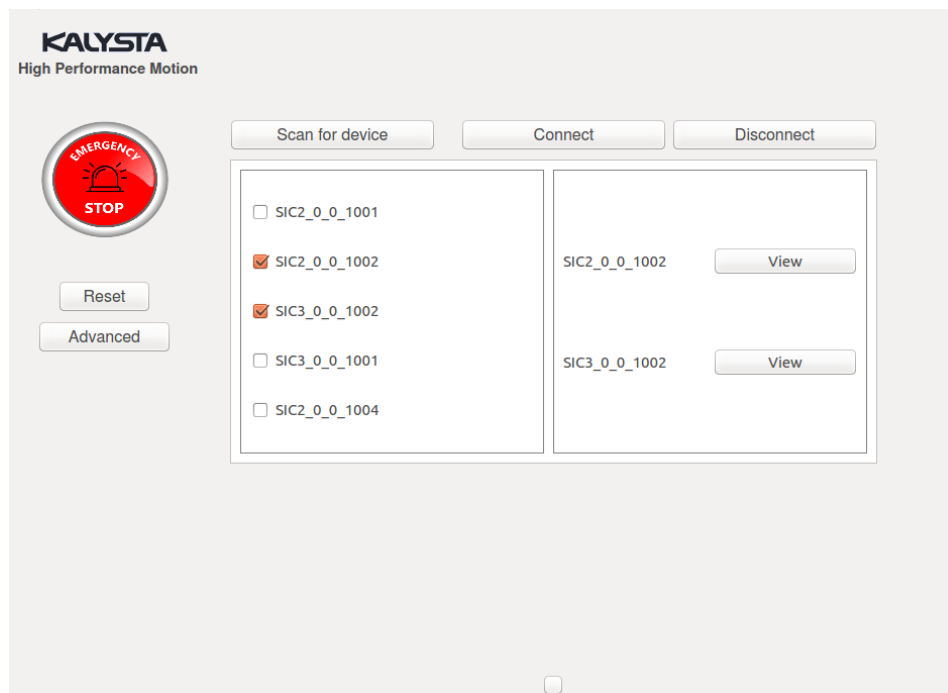 KALYSTA
High Performance Motion
EMERGENCY
STOP
Reset
Advanced
Scan for device
Connect
Disconnect
SIC2_0_0_1001
SIC2_0_0_1002
SIC3_0_0_1002
SIC3_0_0_1001
SIC2_0_0_1004
SIC2_0_0_1002
View
SIC3_0_0_1002
View